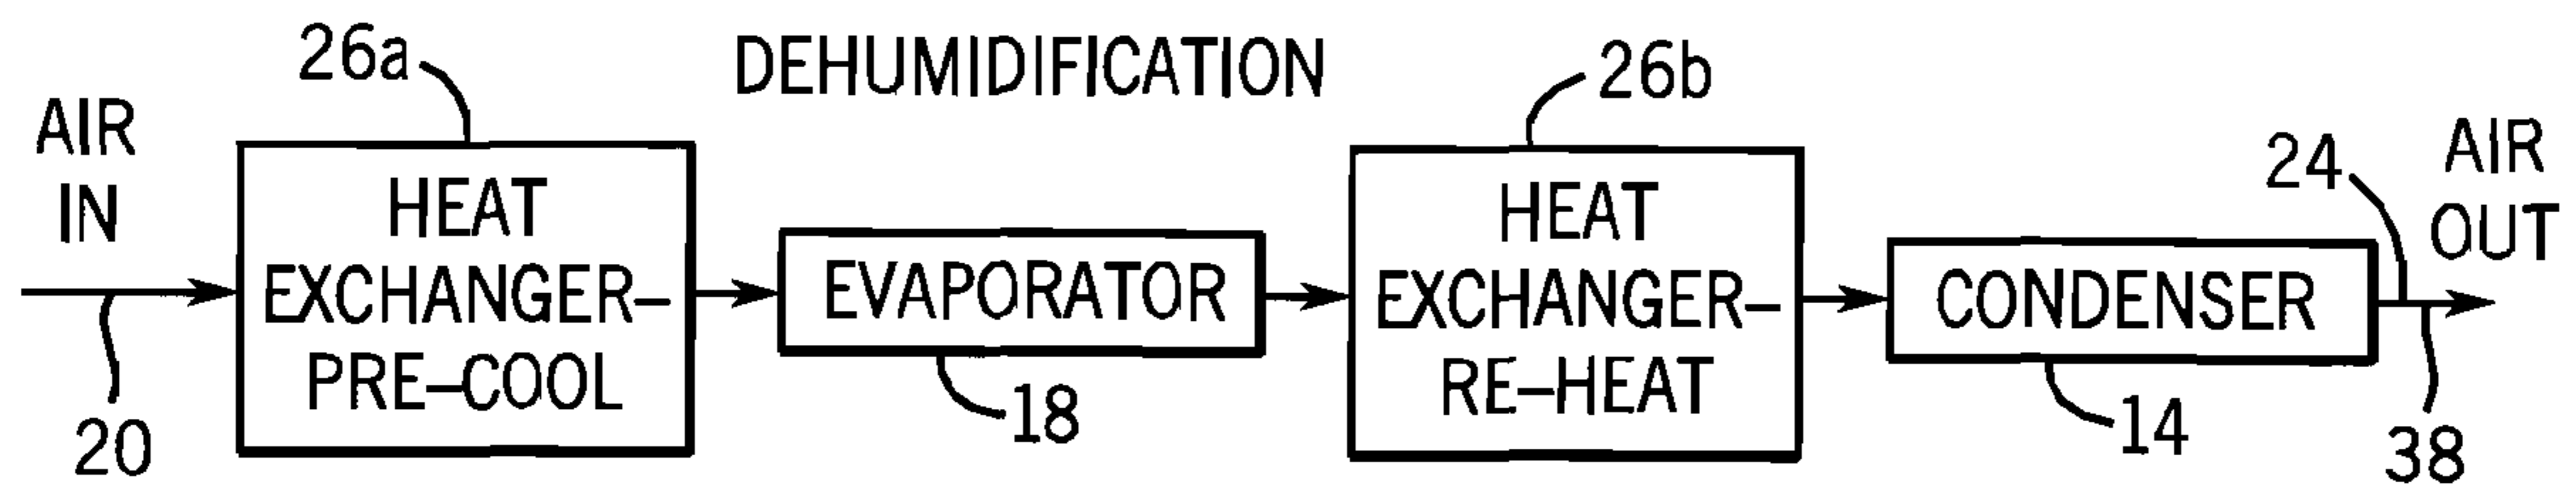 DEHUMIDIFICATION
AIR
IN
20
26a
HEAT
EXCHANGER–
PRE–COOL
EVAPORATOR
18
26b
HEAT
EXCHANGER–
RE–HEAT
CONDENSER
14
24
AIR
OUT
38